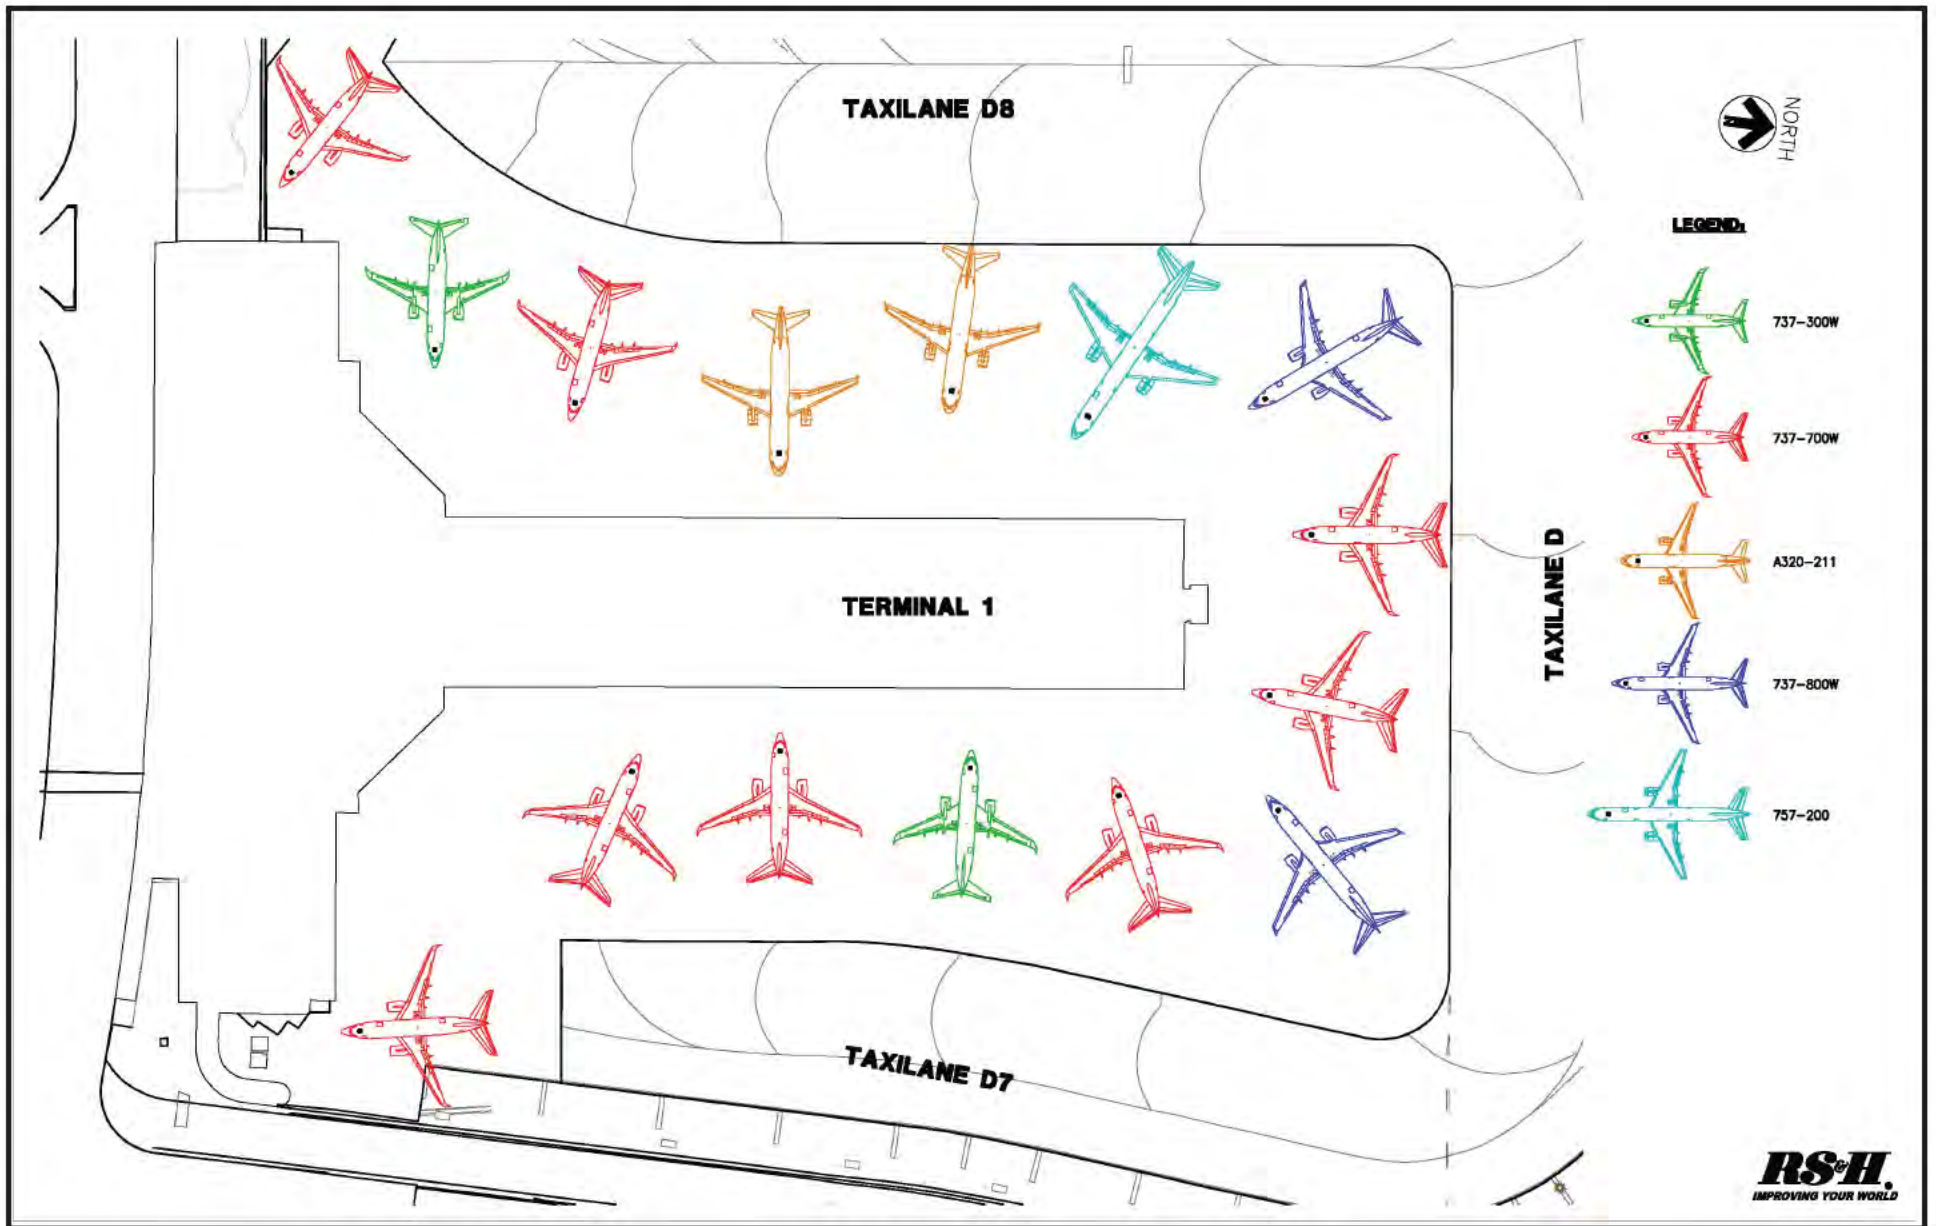 TAXILANE D8
N
NORTH
LEGEND:
737-300W
737-700W
A320-211
TAXILANE D
TERMINAL 1
737-800W
757-200
TAXILANE D7
RS&H.
IMPROVING YOUR WORLD